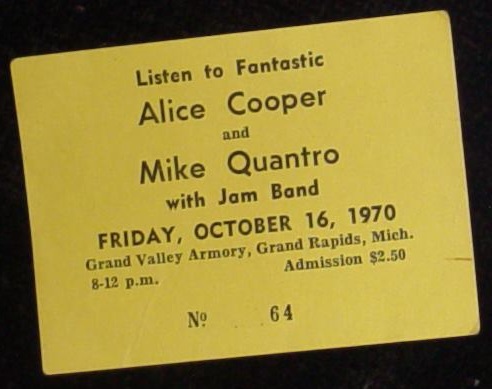 Listen to Fantastic
Alice Cooper
and
Mike Quantro
with Jam Band
FRIDAY, OCTOBER 16, 1970
Grand Valley Armory, Grand Rapids, Mich.
8-12 p.m. Admission $2.50
Nº 64